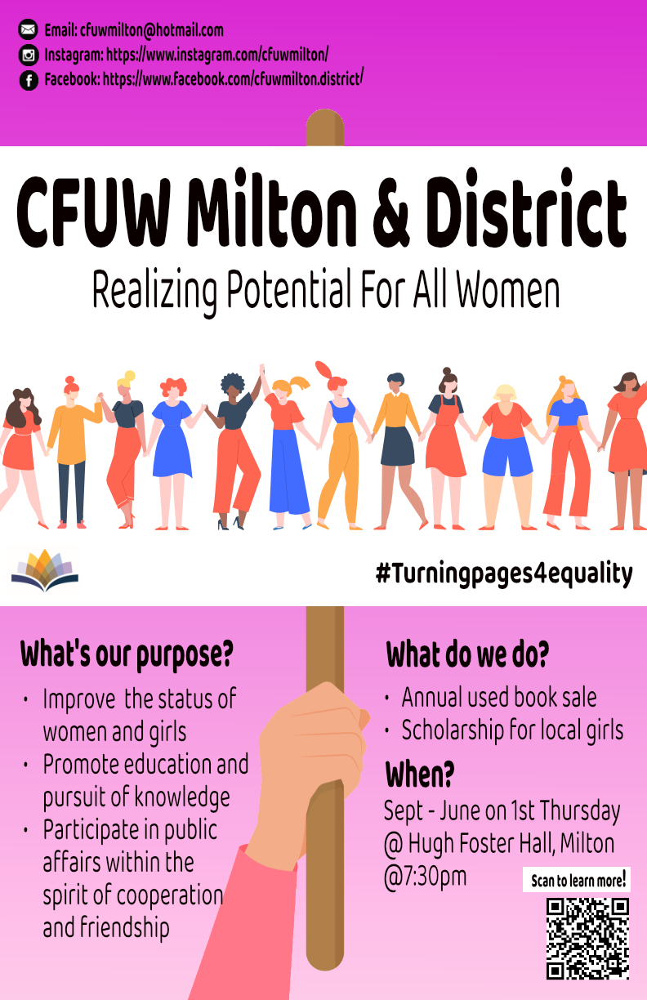 Email: cfuwmilton@hotmail.com
Instagram: https://www.instagram.com/cfuwmilton/
Facebook: https://www.facebook.com/cfuwmilton.district/
CFUW Milton & District
Realizing Potential For All Women
#Turningpages4equality
What's our purpose?
• Improve the status of
women and girls
• Promote education and
pursuit of knowledge
• Participate in public
affairs within the
spirit of cooperation
and friendship
What do we do?
• Annual used book sale
• Scholarship for local girls
When?
Sept - June on 1st Thursday
@ Hugh Foster Hall, Milton
@7:30pm
Scan to learn more!